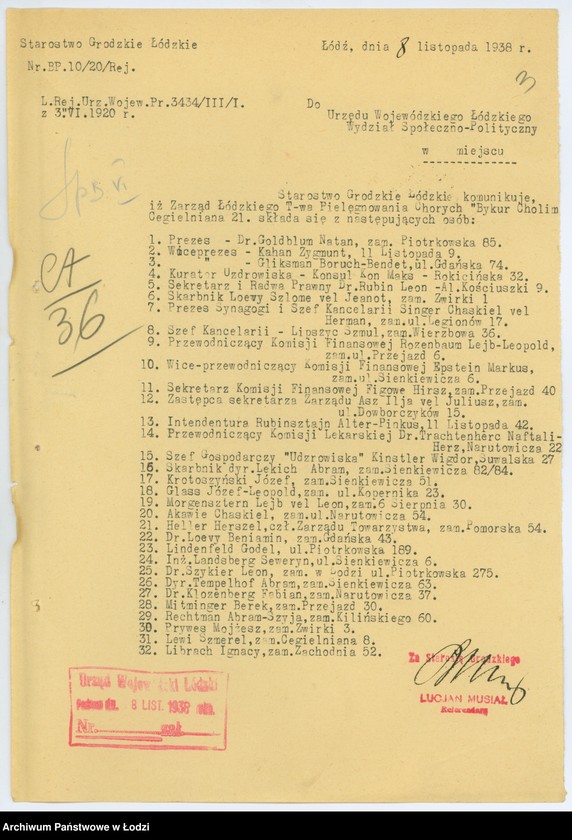 Starostwo Grodzkie Łódzkie
Łódź, dnia 8 listopada 1938 r.
Nr.BP.10/20/Rej.
3
L.Rej.Urz.Wojew.Pr.3434/III/I.
z 3.VI.1920 r.
Do
Urzędu Wojewódzkiego Łódzkiego
Wydział Społeczno-Polityczny
w miejscu
CA
36
Starostwo Grodzkie Łódzkie komunikuje,
iż Zarząd Łódzkiego T-wa Pielęgnowania Chorych "Bykur Cholim
Cegielniana 21. składa się z następujących osób:
1. Prezes - Dr.Goldblum Natan, zam. Piotrkowska 85.
2. Wiceprezes - Kahan Zygmunt, 11 Listopada 9.
3. " - Gliksman Boruch-Bendet,ul.Gdańska 74.
4. Kurator Uzdrowiska - Konsul Kon Maks - Rokicińska 32.
5. Sekretarz i Radwa Prawny Dr.Rubin Leon -Al.Kościuszki 9.
6. Skarbnik Loevy Szlome vel Jeanot, zam. Żwirki 1
7. Prezes Synagogi i Szef Kancelarii Singer Chaskiel vel
Herman, zam.ul.Legionów 17.
8. Szef Kancelarii - Lipszyc Szmul,zam.Wierzbowa 36.
9. Przewodniczący Komisji Finansowej Rozenbaum Lejb-Leopold,
zam.ul.Przejazd 6.
10. Wice-przewodniczący Komisji Finansowej Epstein Markus,
zam.ul.Sienkiewicza 6.
11. Sekretarz Komisji Finansowej Figowe Hirsz,zam.Przejazd 40
12. Zastępca sekretarza Zarządu Asz Ilja vel Juliusz,zam.
ul.Dowborczyków 15.
13. Intendentura Rubinsztajn Alter-Pinkus,11 Listopada 42.
14. Przewodniczący Komisji Lekarskiej Dr.Trachtenherc Naftali-
Herz,Narutowicza 22
15. Szef Gospodarczy "Udzrowiska" Kinstler Wigdor,Suwalska 27
16. Skarbnik dyr.Lękich Abram, zam.Sienkiewicza 82/84.
17. Krotoszyński Józef, zam.Sienkiewicza 51.
18. Glass Józef-Leopold,zam. ul.Kopernika 23.
19. Morgensztern Lejb vel Leon,zam.6 Sierpnia 30.
20. Akawie Chaskiel, zam.ul.Narutowicza 54.
21. Heller Herszel,czł.Zarządu Towarzystwa, zam.Pomorska 54.
22. Dr.Loevy Beniamin, zam.Gdańska 43.
23. Lindenfeld Godel, ul.Piotrkowska 189.
24. Inż.Landsberg Seweryn,ul.Sienkiewicza 6.
25. Dr.Szykier Leon, zam. w Łodzi ul.Piotrkowska 275.
26. Dyr.Tempelhof Abram,zam.Sienkiewicza 63.
27. Dr.Klozenberg Fabian,zam.Narutowicza 37.
28. Mitminger Berek,zam.Przejazd 30.
29. Rechtman Abram-Szyja,zam.Kilińskiego 60.
30. Prywes Mojżesz,zam.Żwirki 3.
31. Lewi Szmerel,zam.Cegielniana 8.
32. Librach Ignacy,zam.Zachodnia 52.
Za Starostę Grodzkiego
LUCJAN MUSIAŁ
Referendarz
Urząd Wojewódzki Łódzki
8 LIST. 1938
Nr. zał.
Archiwum Państwowe w Łodzi